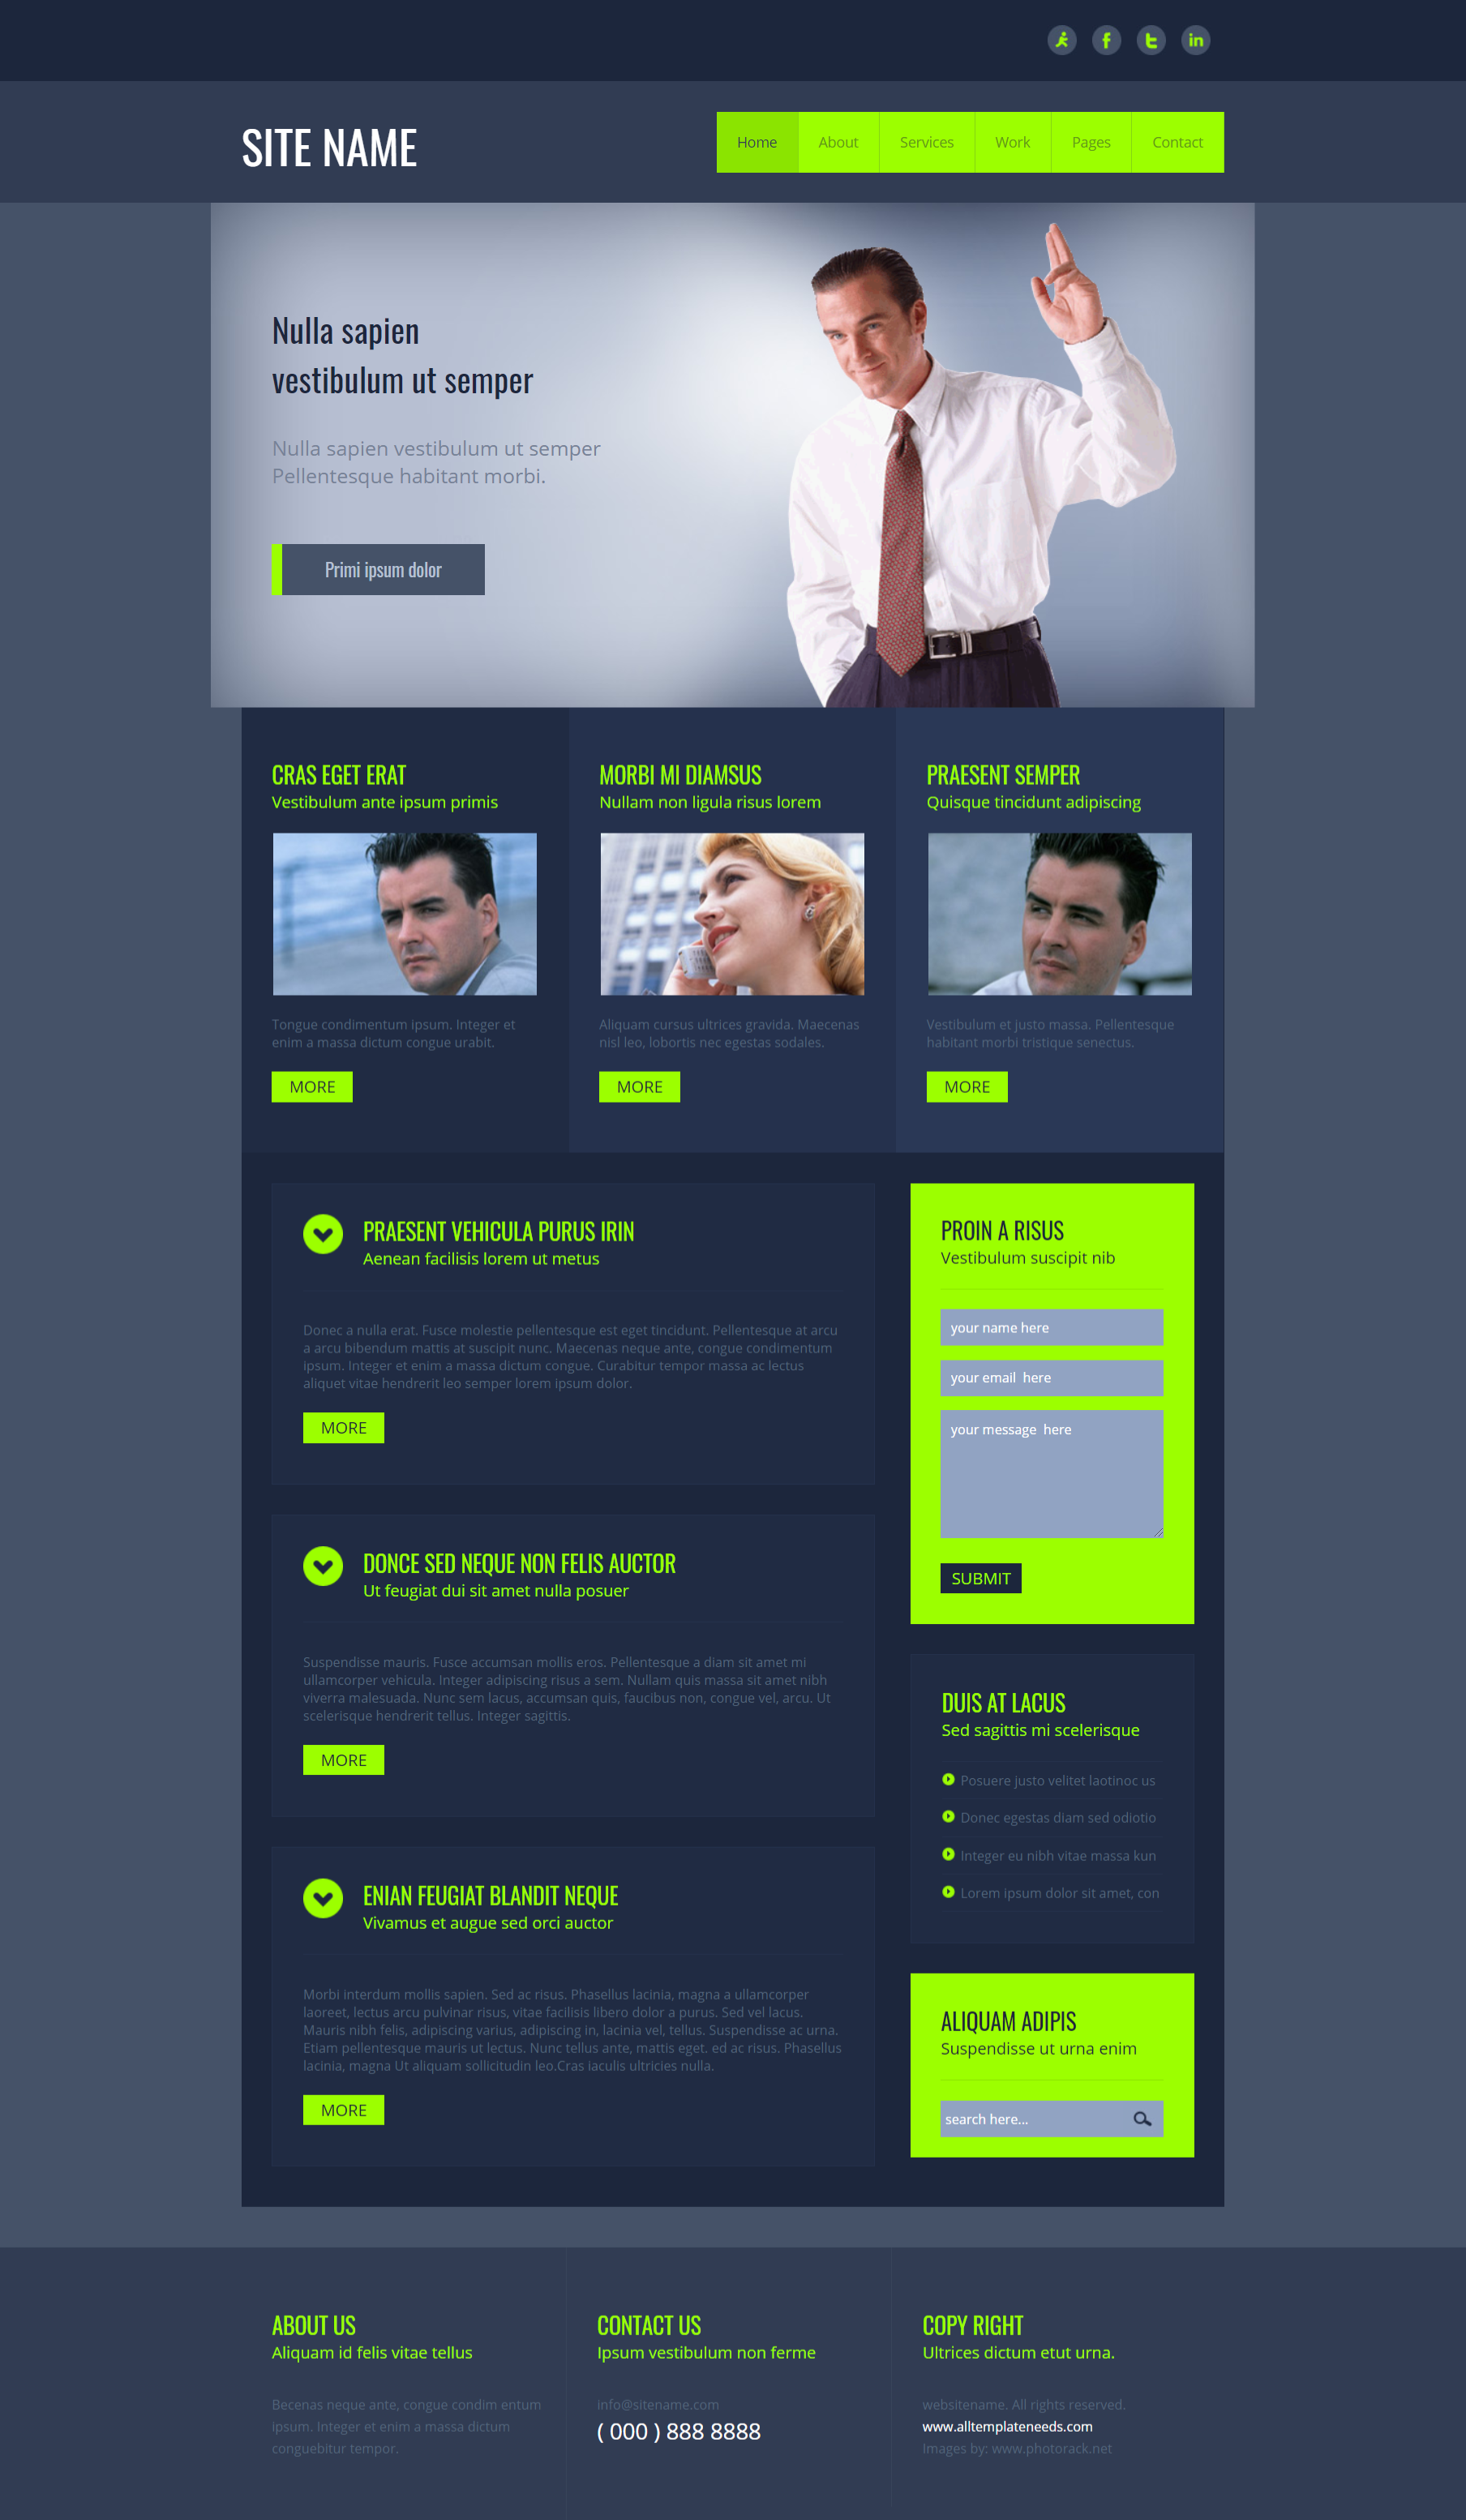 SITE NAME
Home
About
Services
Work
Pages
Contact
Nulla sapien
vestibulum ut semper
Nulla sapien vestibulum ut semper
Pellentesque habitant morbi.
Primi ipsum dolor
CRAS EGET ERAT
Vestibulum ante ipsum primis
Tongue condimentum ipsum. Integer et
enim a massa dictum congue urabit.
MORE
MORBI MI DIAMSUS
Nullam non ligula risus lorem
Aliquam cursus ultrices gravida. Maecenas
nisl leo, lobortis nec egestas sodales.
MORE
PRAESENT SEMPER
Quisque tincidunt adipiscing
Vestibulum et justo massa. Pellentesque
habitant morbi tristique senectus.
MORE
PRAESENT VEHICULA PURUS IRIN
Aenean facilisis lorem ut metus
Donec a nulla erat. Fusce molestie pellentesque est eget tincidunt. Pellentesque at arcu
a arcu bibendum mattis at suscipit nunc. Maecenas neque ante, congue condimentum
ipsum. Integer et enim a massa dictum congue. Curabitur tempor massa ac lectus
aliquet vitae hendrerit leo semper lorem ipsum dolor.
MORE
DONCE SED NEQUE NON FELIS AUCTOR
Ut feugiat dui sit amet nulla posuer
Suspendisse mauris. Fusce accumsan mollis eros. Pellentesque a diam sit amet mi
ullamcorper vehicula. Integer adipiscing risus a sem. Nullam quis massa sit amet nibh
viverra malesuada. Nunc sem lacus, accumsan quis, faucibus non, congue vel, arcu. Ut
scelerisque hendrerit tellus. Integer sagittis.
MORE
ENIAN FEUGIAT BLANDIT NEQUE
Vivamus et augue sed orci auctor
Morbi interdum mollis sapien. Sed ac risus. Phasellus lacinia, magna a ullamcorper
laoreet, lectus arcu pulvinar risus, vitae facilisis libero dolor a purus. Sed vel lacus.
Mauris nibh felis, adipiscing varius, adipiscing in, lacinia vel, tellus. Suspendisse ac urna.
Etiam pellentesque mauris ut lectus. Nunc tellus ante, mattis eget. ed ac risus. Phasellus
lacinia, magna Ut aliquam sollicitudin leo.Cras iaculis ultricies nulla.
MORE
PROIN A RISUS
Vestibulum suscipit nib
your name here
your email  here
your message  here
SUBMIT
DUIS AT LACUS
Sed sagittis mi scelerisque
Posuere justo velitet laotinoc us
Donec egestas diam sed odiotio
Integer eu nibh vitae massa kun
Lorem ipsum dolor sit amet, con
ALIQUAM ADIPIS
Suspendisse ut urna enim
search here...
ABOUT US
Aliquam id felis vitae tellus
Becenas neque ante, congue condim entum
ipsum. Integer et enim a massa dictum
conguebitur tempor.
CONTACT US
Ipsum vestibulum non ferme
info@sitename.com
( 000 ) 888 8888
COPY RIGHT
Ultrices dictum etut urna.
websitename. All rights reserved.
www.alltemplateneeds.com
Images by: www.photorack.net